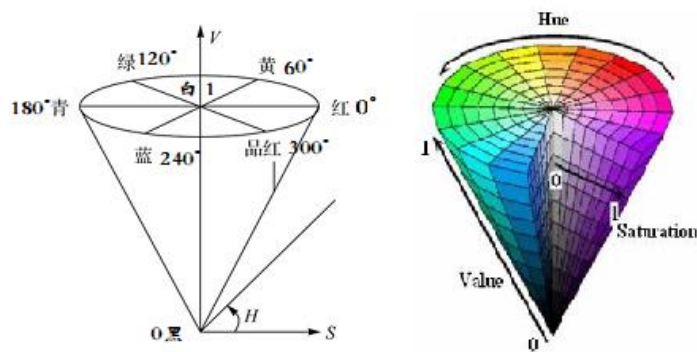 V
绿120°
黄 60°
白 1
180°青
红 0°
蓝
240°
品红 300°
H
0黑
S
Hue
1
0
1
Saturation
Value
0